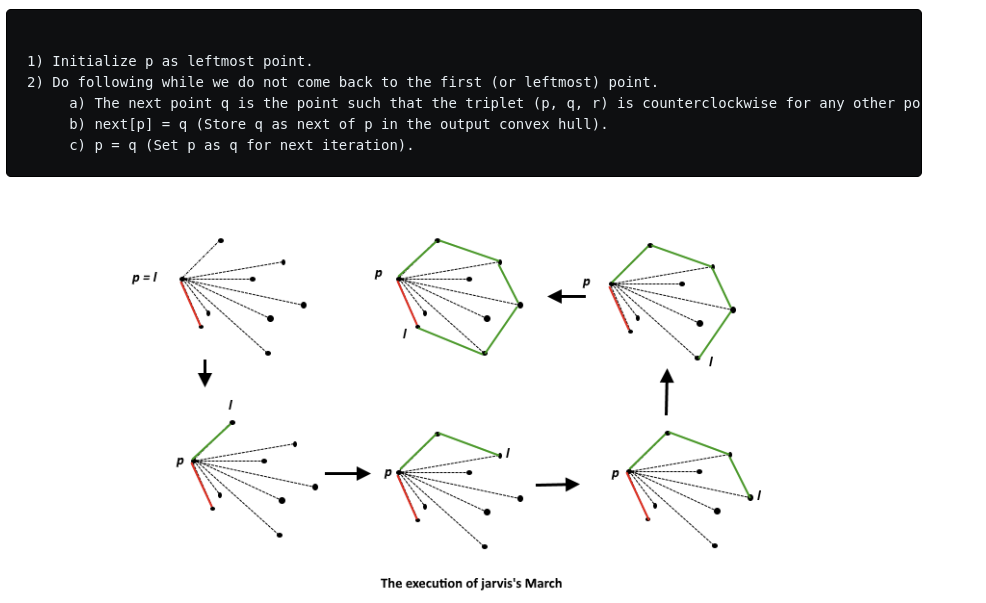 1) Initialize p as leftmost point.
2) Do following while we do not come back to the first (or leftmost) point.
a) The next point q is the point such that the triplet (p, q, r) is counterclockwise for any other po
b) next[p] = q (Store q as next of p in the output convex hull).
c) p = q (Set p as q for next iteration).
p = l
p
l
p
l
l
p
p
l
p
l
The execution of jarvis's March